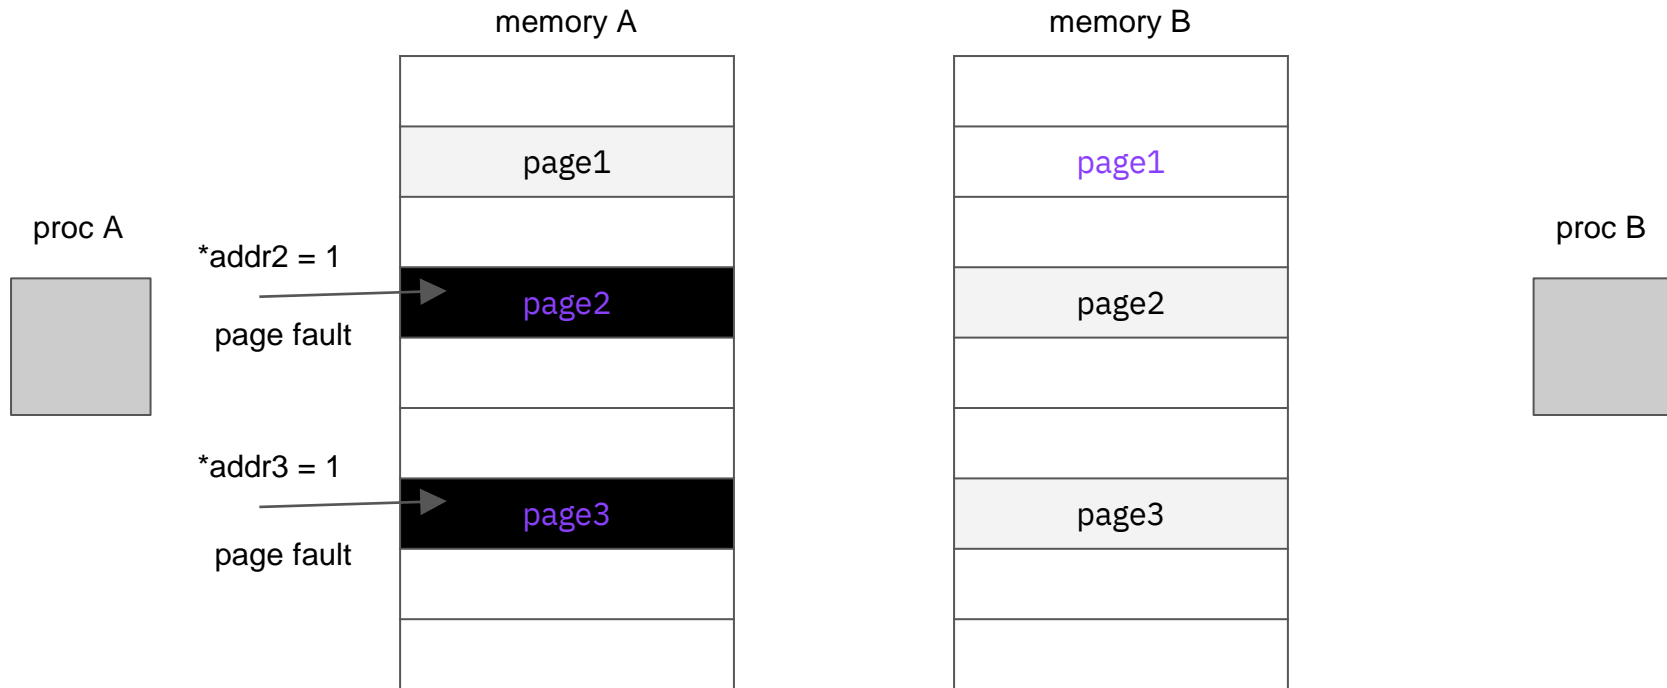 memory A
memory B
page1
page1
proc A
proc B
*addr2 = 1
page2
page2
page fault
*addr3 = 1
page3
page3
page fault